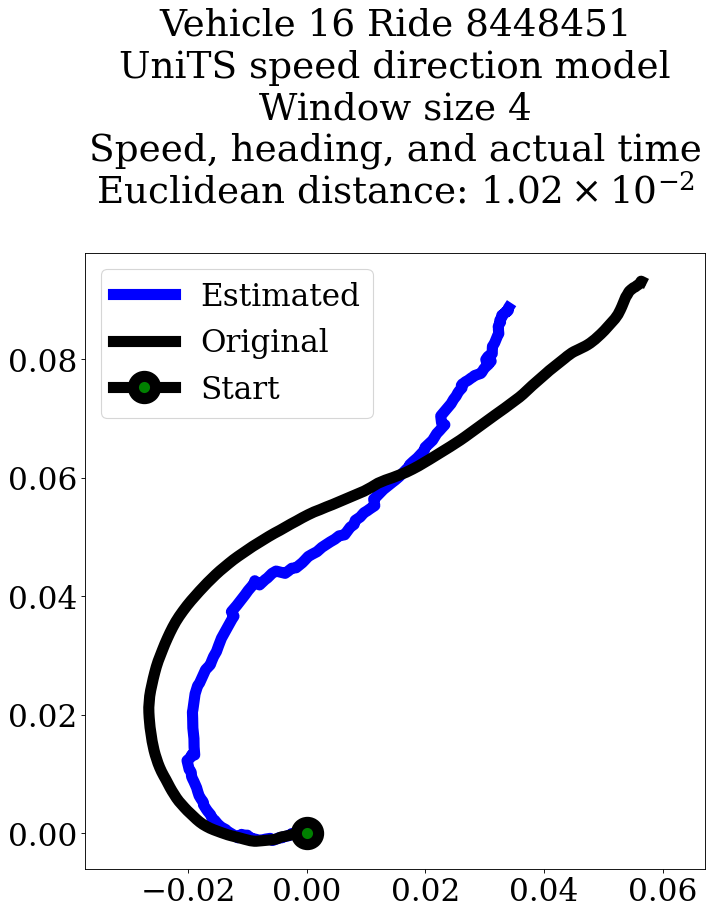 Vehicle 16 Ride 8448451
UniTS speed direction model
Window size 4
Speed, heading, and actual time
Euclidean distance: 1.02 × 10⁻²
Estimated
Original
Start
0.08
0.06
0.04
0.02
0.00
−0.02 0.00 0.02 0.04 0.06